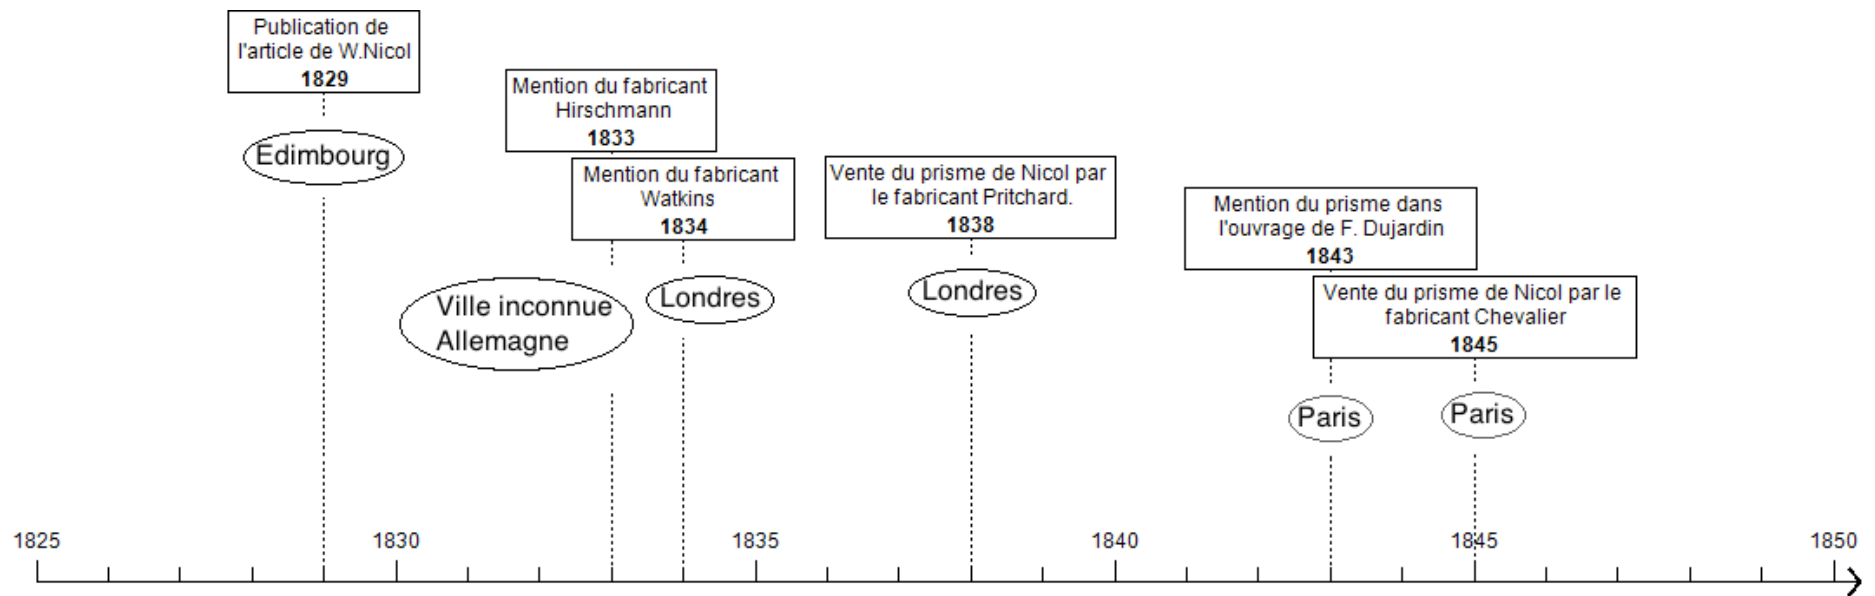 Publication de
l'article de W.Nicol
1829
Edimbourg
Mention du fabricant
Hirschmann
1833
Mention du fabricant
Watkins
1834
Ville inconnue
Allemagne
Londres
Vente du prisme de Nicol par
le fabricant Pritchard.
1838
Londres
Mention du prisme dans
l'ouvrage de F. Dujardin
1843
Vente du prisme de Nicol par le
fabricant Chevalier
1845
Paris
Paris
1825
1830
1835
1840
1845
1850